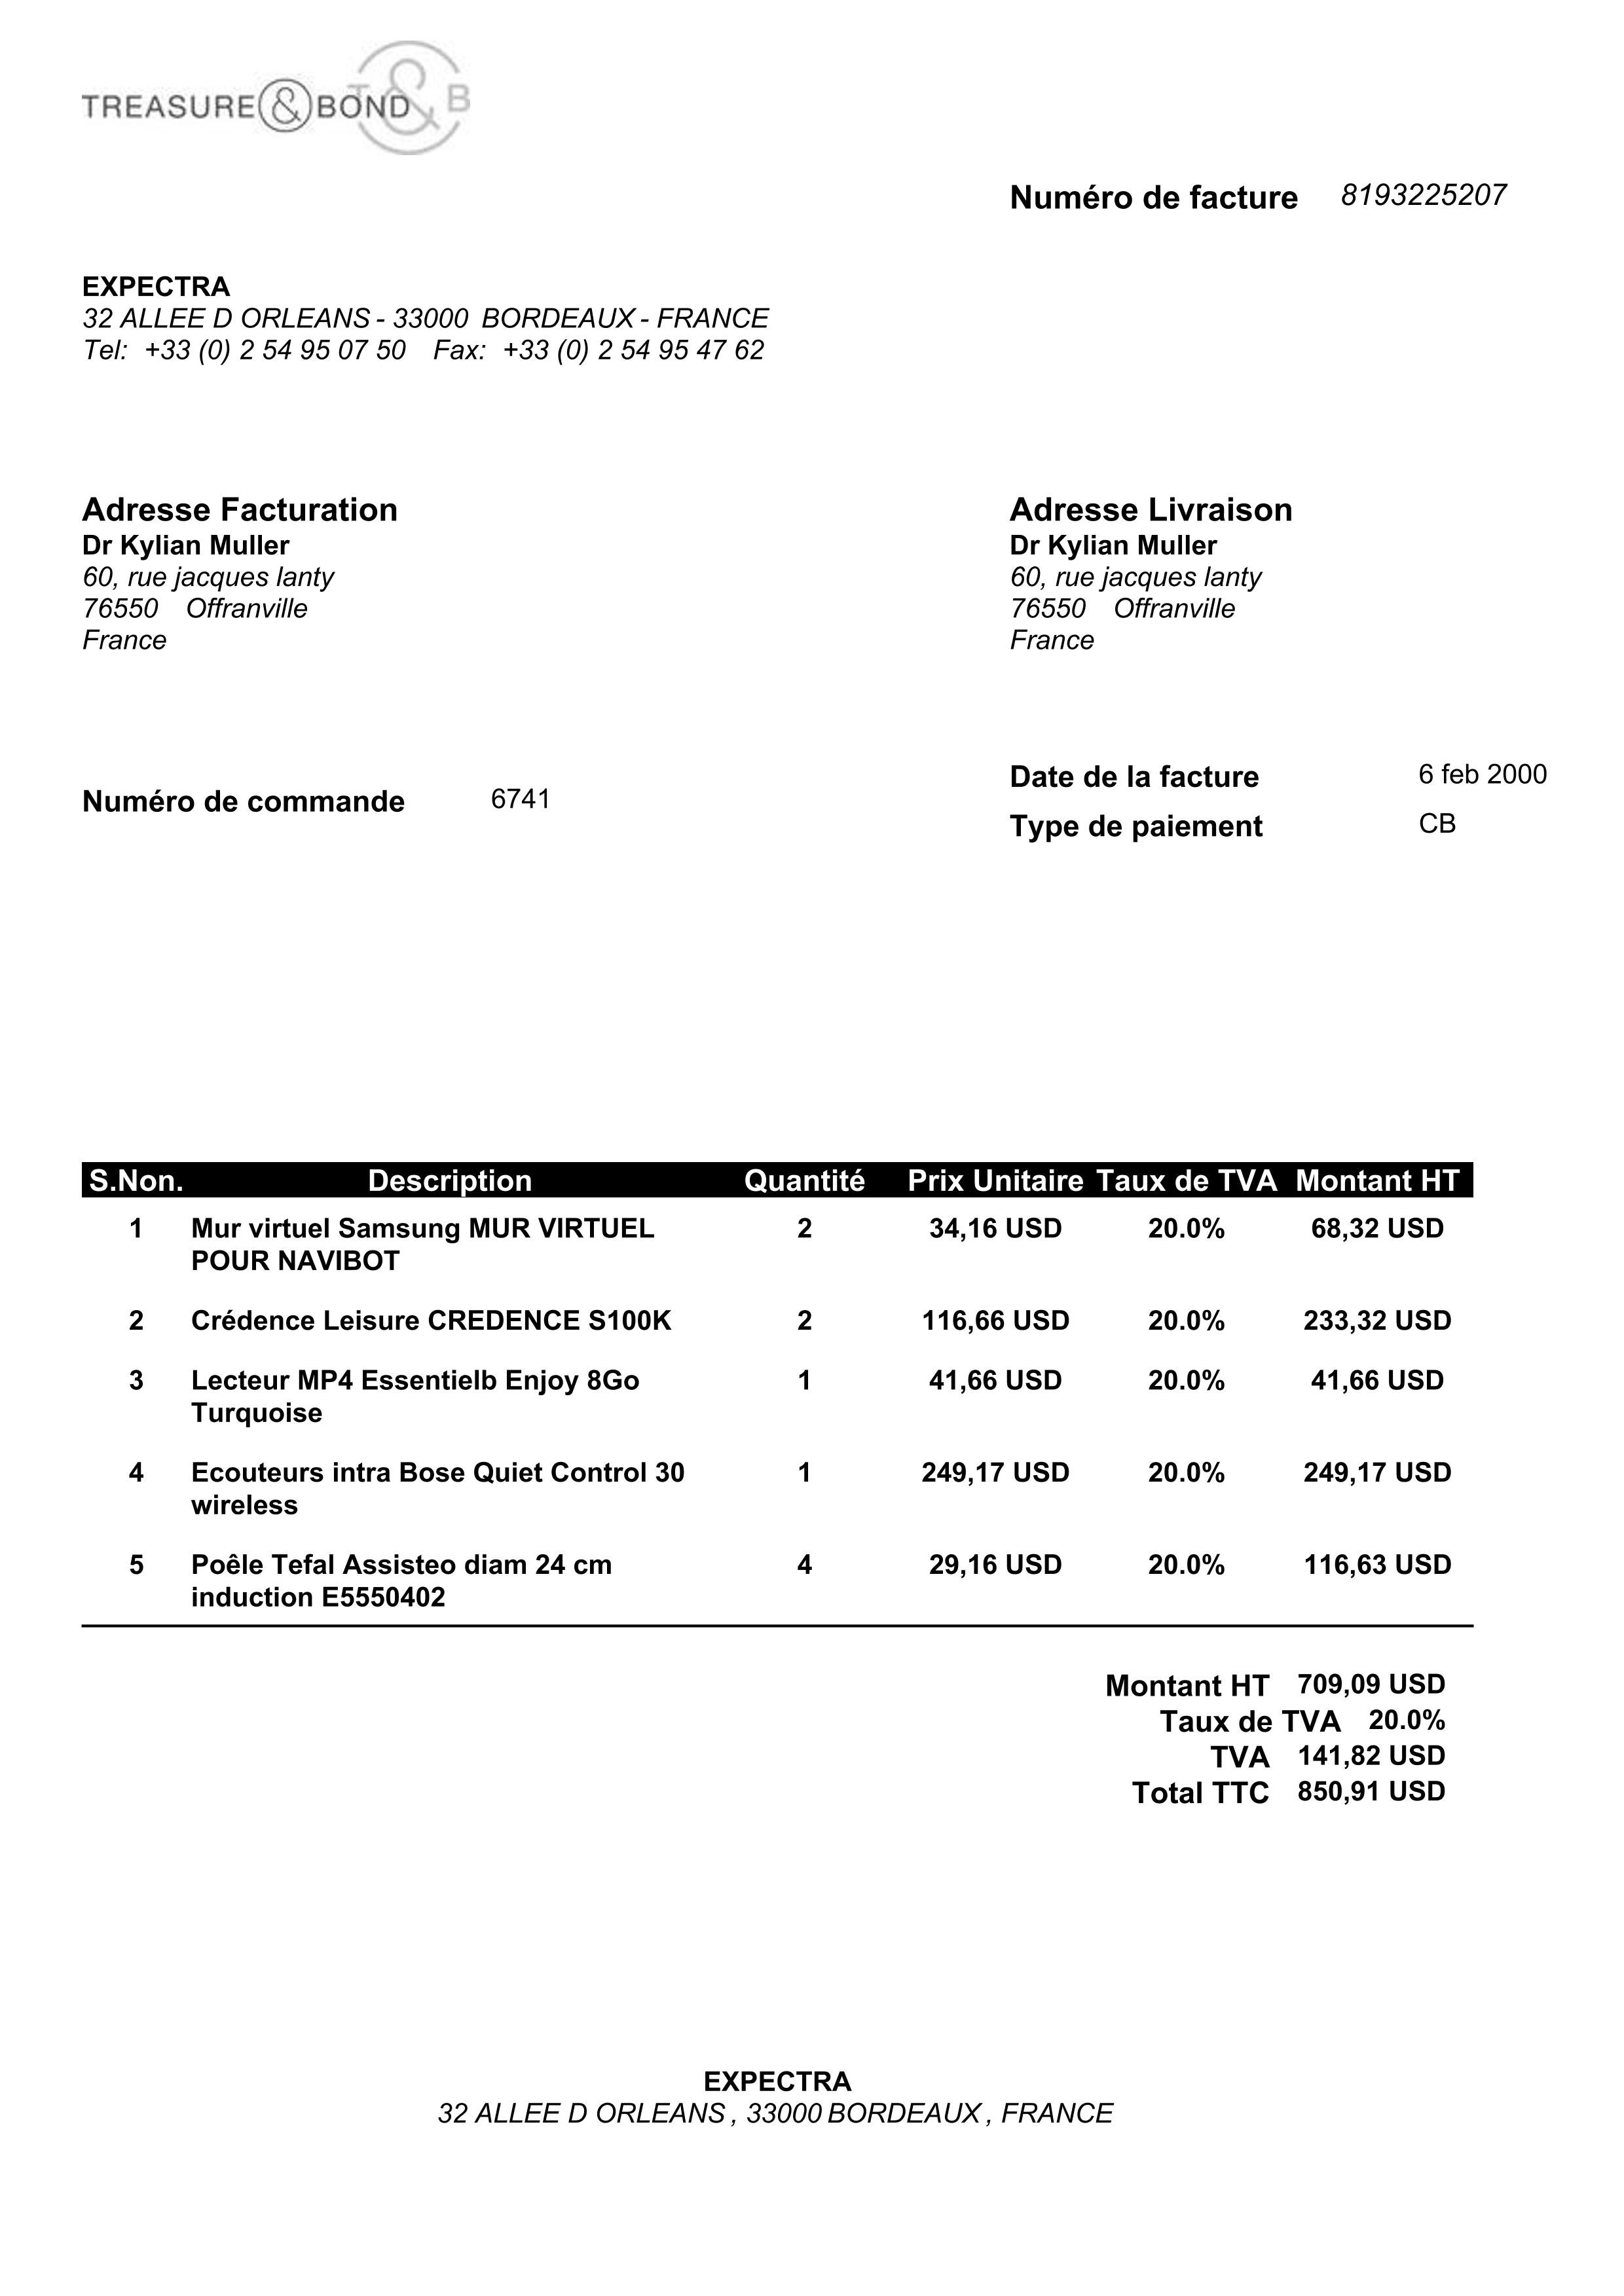 TREASURE & BOND
T & B
Numéro de facture 8193225207
EXPECTRA
32 ALLEE D ORLEANS - 33000 BORDEAUX - FRANCE
Tel: +33 (0) 2 54 95 07 50 Fax: +33 (0) 2 54 95 47 62
Adresse Facturation
Dr Kylian Muller
60, rue jacques lanty
76550 Offranville
France
Adresse Livraison
Dr Kylian Muller
60, rue jacques lanty
76550 Offranville
France
Numéro de commande 6741
Date de la facture 6 feb 2000
Type de paiement CB
S.Non. Description Quantité Prix Unitaire Taux de TVA Montant HT
1 Mur virtuel Samsung MUR VIRTUEL 2 34,16 USD 20.0% 68,32 USD
POUR NAVIBOT
2 Crédence Leisure CREDENCE S100K 2 116,66 USD 20.0% 233,32 USD
3 Lecteur MP4 Essentielb Enjoy 8Go 1 41,66 USD 20.0% 41,66 USD
Turquoise
4 Ecouteurs intra Bose Quiet Control 30 1 249,17 USD 20.0% 249,17 USD
wireless
5 Poêle Tefal Assisteo diam 24 cm 4 29,16 USD 20.0% 116,63 USD
induction E5550402
Montant HT 709,09 USD
Taux de TVA 20.0%
TVA 141,82 USD
Total TTC 850,91 USD
EXPECTRA
32 ALLEE D ORLEANS , 33000 BORDEAUX , FRANCE